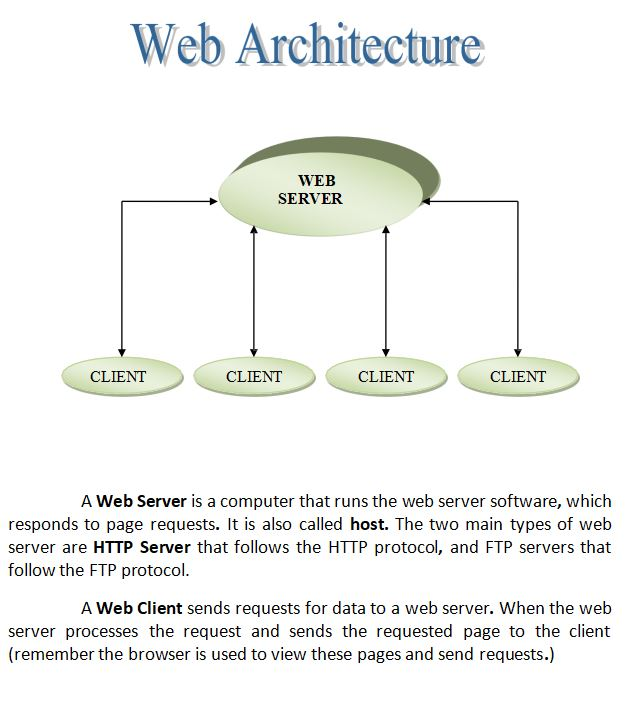 Web Architecture
WEB
SERVER
CLIENT CLIENT CLIENT CLIENT
A Web Server is a computer that runs the web server software, which
responds to page requests. It is also called host. The two main types of web
server are HTTP Server that follows the HTTP protocol, and FTP servers that
follow the FTP protocol.
A Web Client sends requests for data to a web server. When the web
server processes the request and sends the requested page to the client
(remember the browser is used to view these pages and send requests.)